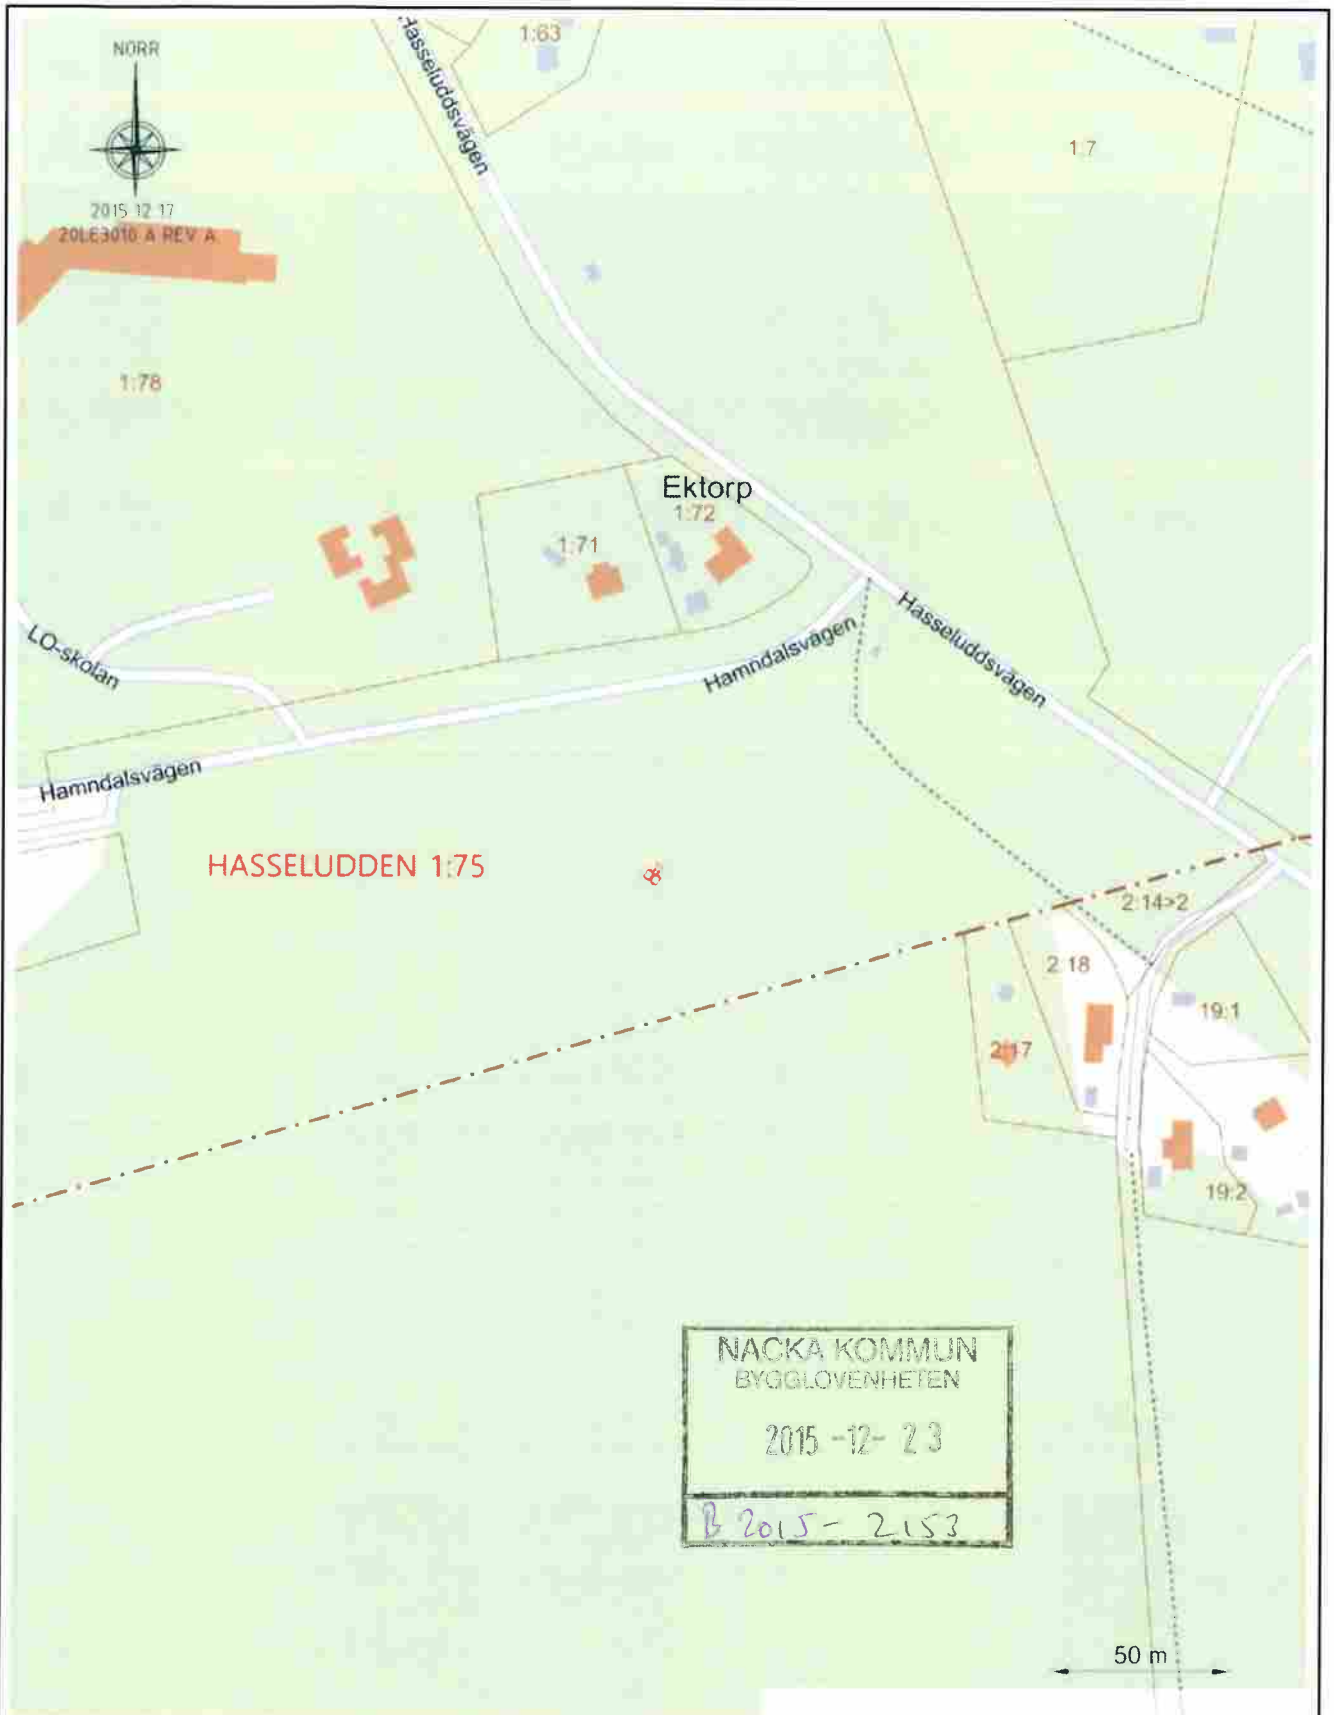 NORR
2015 12 17
20LE3010 A REV A
Hasseluddsvägen
1:63
1:7
1:78
Ektorp
1:72
1:71
LO-skolan
Hamndalsvägen
Hasseluddsvägen
Hamndalsvägen
HASSELUDDEN 1:75
2:14>2
2:18
19:1
2:17
19:2
NACKA KOMMUN
BYGGLOVENHETEN
2015 -12- 23
B 2015 - 2153
50 m